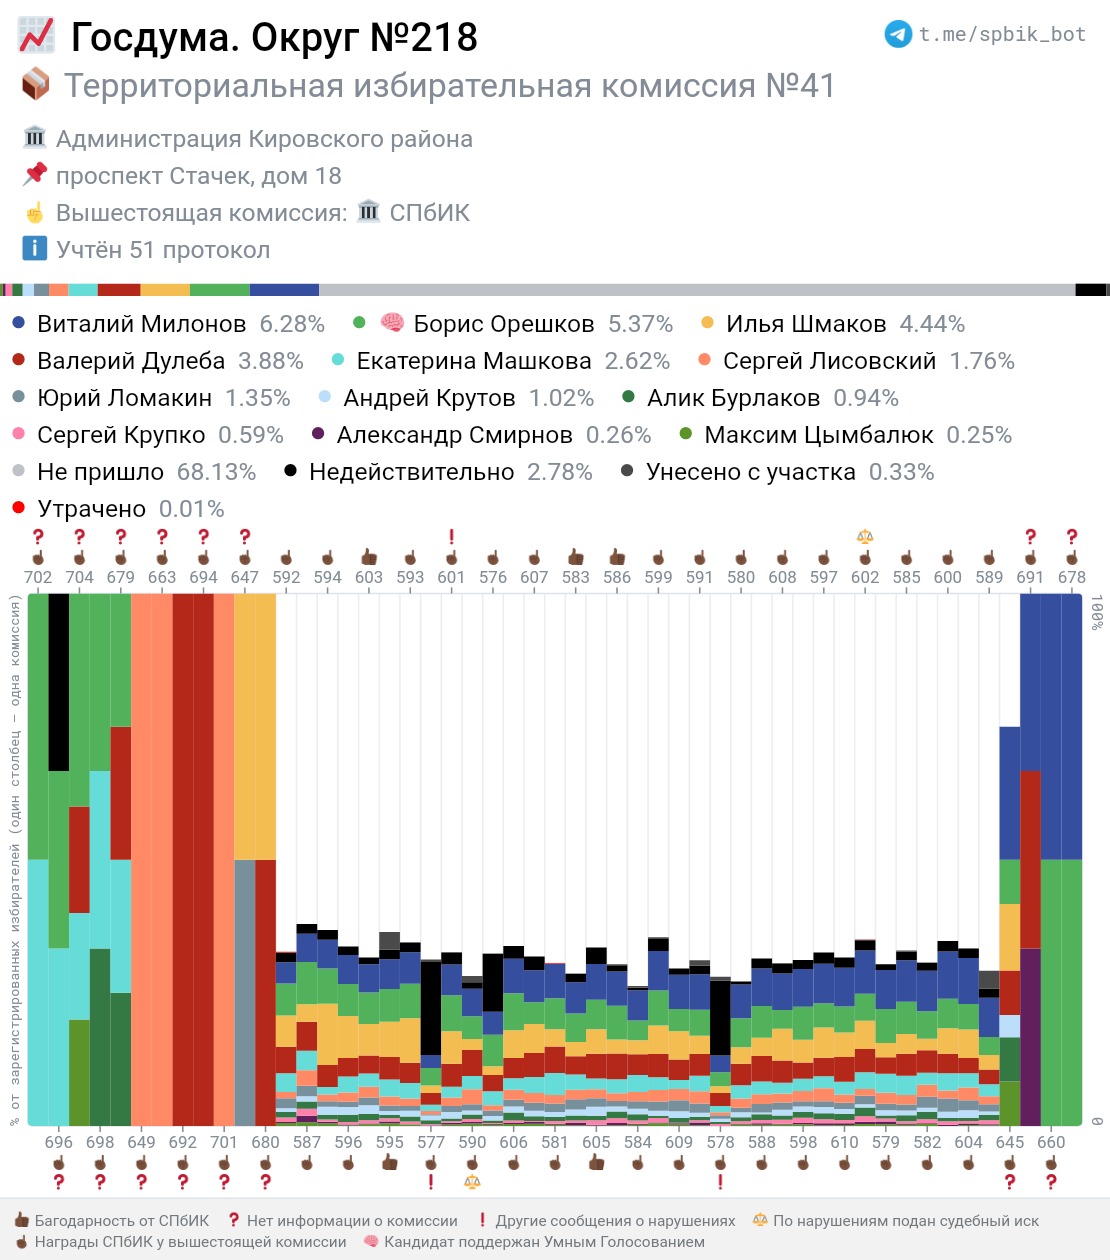 Госдума. Округ №218
t.me/spbik_bot
Территориальная избирательная комиссия №41
Администрация Кировского района
проспект Стачек, дом 18
Вышестоящая комиссия: СПбИК
Учтён 51 протокол
Виталий Милонов 6.28% Борис Орешков 5.37% Илья Шмаков 4.44%
Валерий Дулеба 3.88% Екатерина Машкова 2.62% Сергей Лисовский 1.76%
Юрий Ломакин 1.35% Андрей Крутов 1.02% Алик Бурлаков 0.94%
Сергей Крупко 0.59% Александр Смирнов 0.26% Максим Цымбалюк 0.25%
Не пришло 68.13% Недействительно 2.78% Унесено с участка 0.33%
Утрачено 0.01%
702 704 679 663 694 647 592 594 603 593 601 576 607 583 586 599 591 580 608 597 602 585 600 589 691 678
% от зарегистрированных избирателей (один столбец – одна комиссия)
100%
0
696 698 649 692 701 680 587 596 595 577 590 606 581 605 584 609 578 588 598 610 579 582 604 645 660
Багодарность от СПбИК Нет информации о комиссии Другие сообщения о нарушениях По нарушениям подан судебный иск
Награды СПбИК у вышестоящей комиссии Кандидат поддержан Умным Голосованием